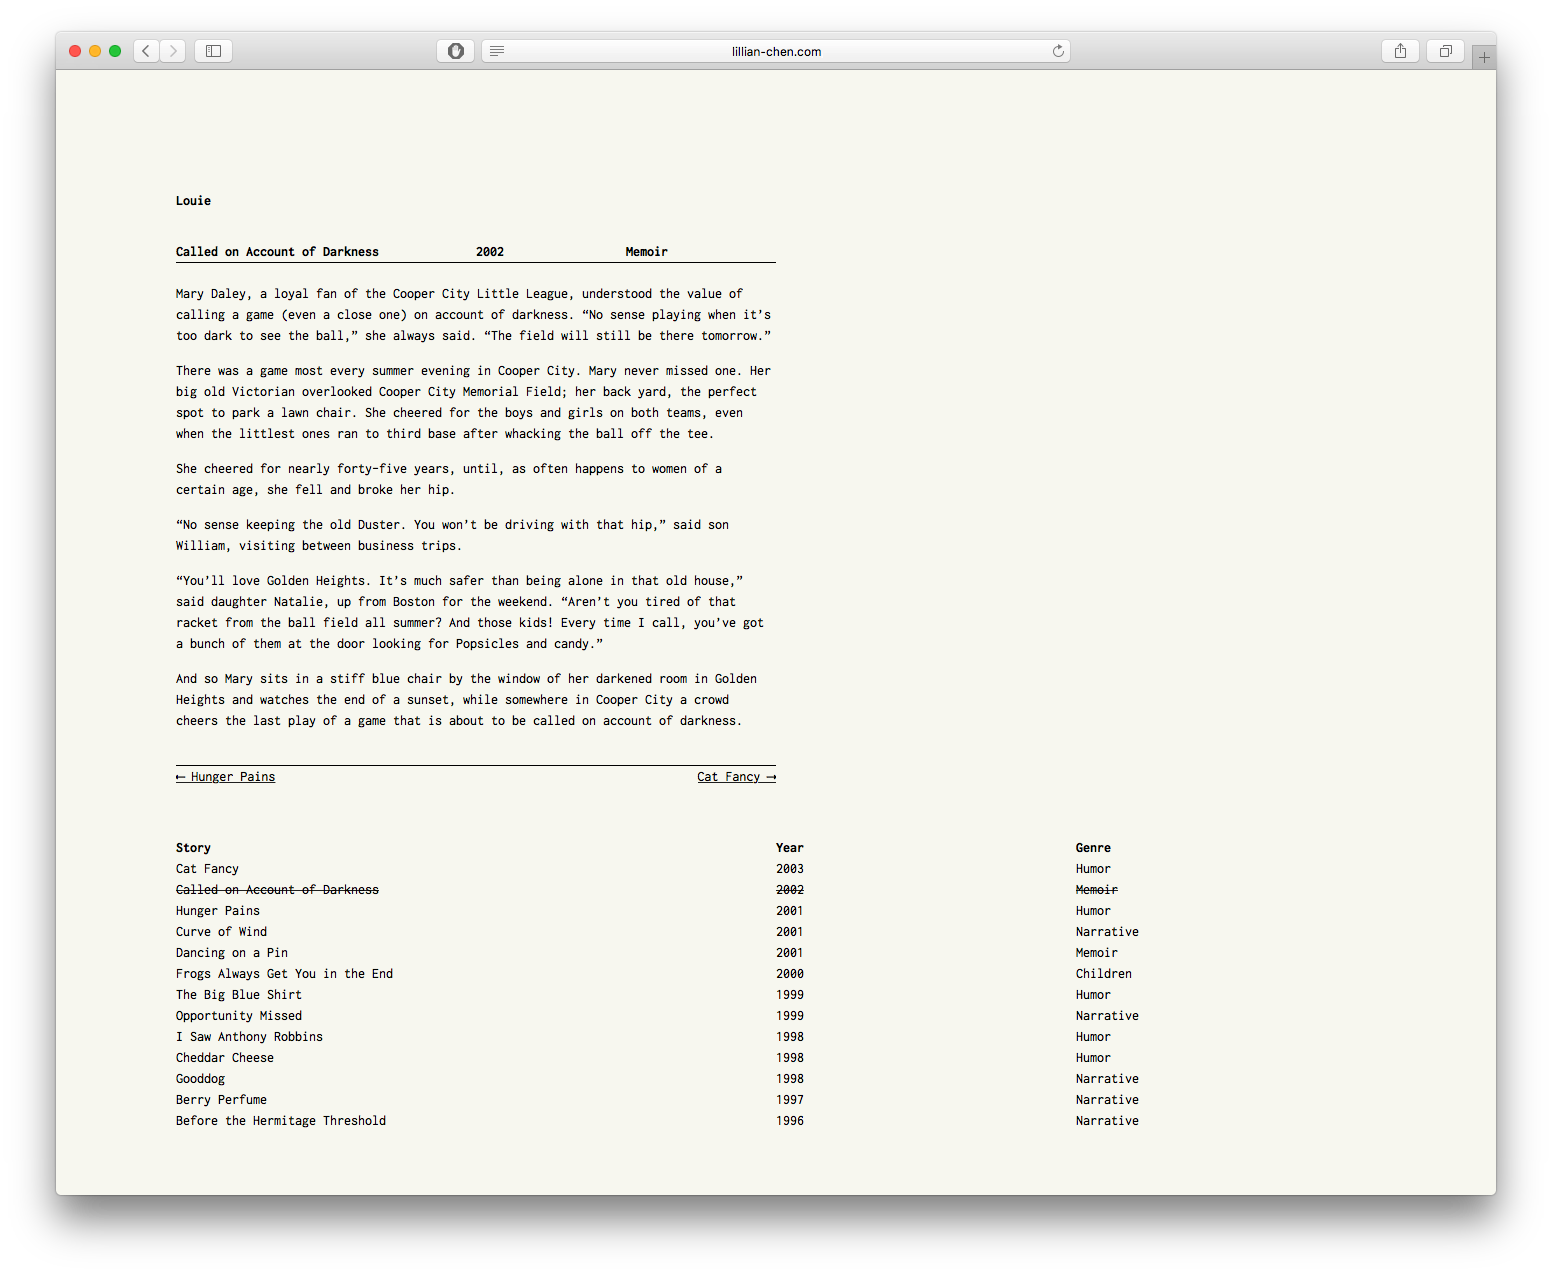 lillian-chen.com
Louie
Called on Account of Darkness 2002 Memoir
Mary Daley, a loyal fan of the Cooper City Little League, understood the value of
calling a game (even a close one) on account of darkness. “No sense playing when it’s
too dark to see the ball,” she always said. “The field will still be there tomorrow.”
There was a game most every summer evening in Cooper City. Mary never missed one. Her
big old Victorian overlooked Cooper City Memorial Field; her back yard, the perfect
spot to park a lawn chair. She cheered for the boys and girls on both teams, even
when the littlest ones ran to third base after whacking the ball off the tee.
She cheered for nearly forty-five years, until, as often happens to women of a
certain age, she fell and broke her hip.
“No sense keeping the old Duster. You won’t be driving with that hip,” said son
William, visiting between business trips.
“You’ll love Golden Heights. It’s much safer than being alone in that old house,”
said daughter Natalie, up from Boston for the weekend. “Aren’t you tired of that
racket from the ball field all summer? And those kids! Every time I call, you’ve got
a bunch of them at the door looking for Popsicles and candy.”
And so Mary sits in a stiff blue chair by the window of her darkened room in Golden
Heights and watches the end of a sunset, while somewhere in Cooper City a crowd
cheers the last play of a game that is about to be called on account of darkness.
← Hunger Pains Cat Fancy →
Story Year Genre
Cat Fancy 2003 Humor
Called on Account of Darkness 2002 Memoir
Hunger Pains 2001 Humor
Curve of Wind 2001 Narrative
Dancing on a Pin 2001 Memoir
Frogs Always Get You in the End 2000 Children
The Big Blue Shirt 1999 Humor
Opportunity Missed 1999 Narrative
I Saw Anthony Robbins 1998 Humor
Cheddar Cheese 1998 Humor
Gooddog 1998 Narrative
Berry Perfume 1997 Narrative
Before the Hermitage Threshold 1996 Narrative